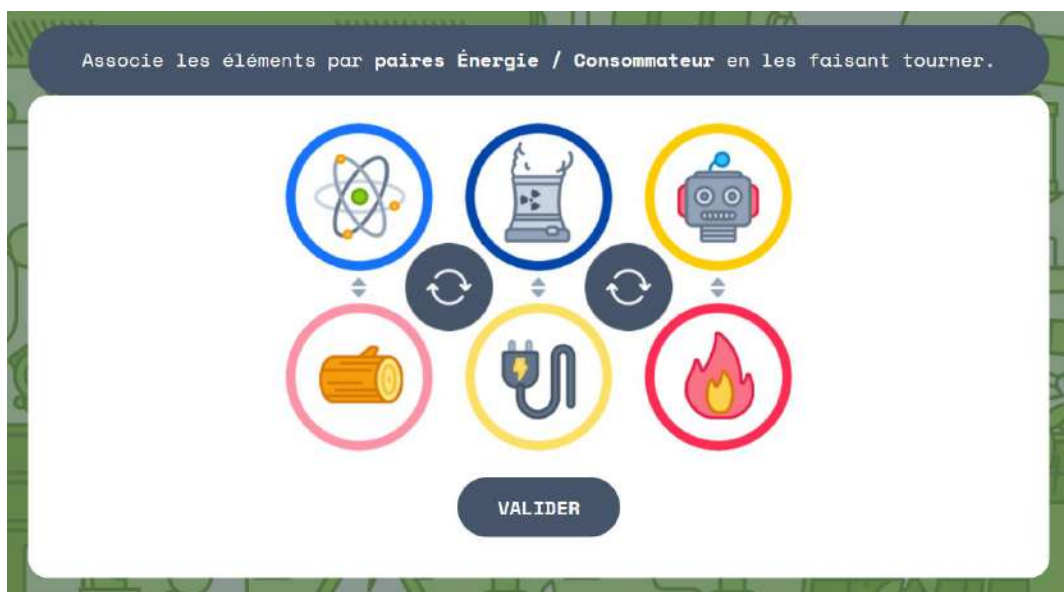 Associe les éléments par paires Énergie / Consommateur en les faisant tourner.
VALIDER